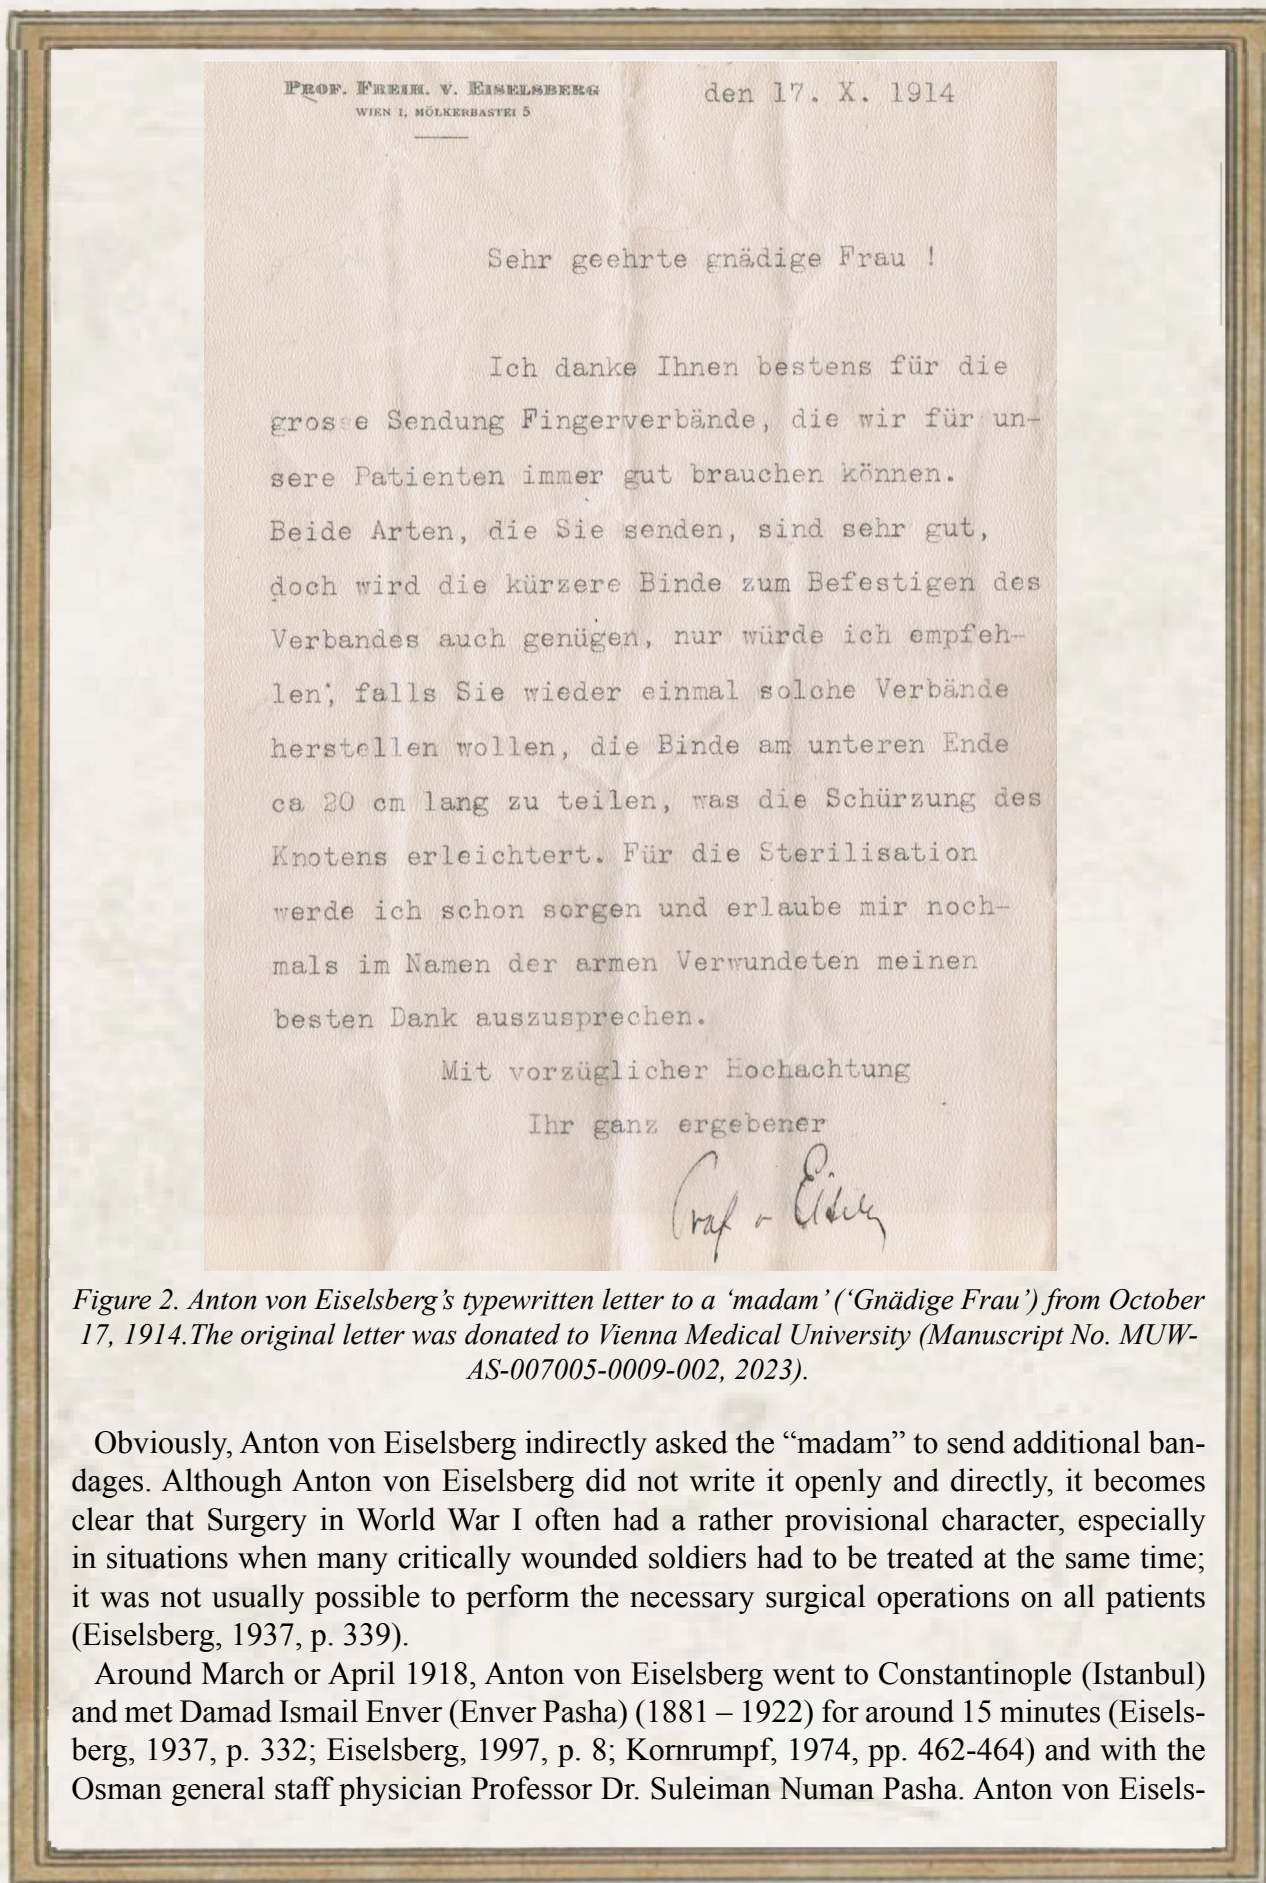 PROF. FREIH. V. EISELSBERG
WIEN I, MÖLKERBASTEI 5
den 17. X. 1914
Sehr geehrte gnädige Frau !
Ich danke Ihnen bestens für die
grosse Sendung Fingerverbände, die wir für un-
sere Patienten immer gut brauchen können.
Beide Arten, die Sie senden, sind sehr gut,
doch wird die kürzere Binde zum Befestigen des
Verbandes auch genügen, nur würde ich empfeh-
len, falls Sie wieder einmal solche Verbände
herstellen wollen, die Binde am unteren Ende
ca 20 cm lang zu teilen, was die Schürzung des
Knotens erleichtert. Für die Sterilisation
werde ich schon sorgen und erlaube mir noch-
mals im Namen der armen Verwundeten meinen
besten Dank auszusprechen.
Mit vorzüglicher Hochachtung
Ihr ganz ergebener
Figure 2. Anton von Eiselsberg’s typewritten letter to a ‘madam’ (‘Gnädige Frau’) from October
17, 1914.The original letter was donated to Vienna Medical University (Manuscript No. MUW-
AS-007005-0009-002, 2023).
Obviously, Anton von Eiselsberg indirectly asked the “madam” to send additional ban-
dages. Although Anton von Eiselsberg did not write it openly and directly, it becomes
clear that Surgery in World War I often had a rather provisional character, especially
in situations when many critically wounded soldiers had to be treated at the same time;
it was not usually possible to perform the necessary surgical operations on all patients
(Eiselsberg, 1937, p. 339).
Around March or April 1918, Anton von Eiselsberg went to Constantinople (Istanbul)
and met Damad Ismail Enver (Enver Pasha) (1881 – 1922) for around 15 minutes (Eisels-
berg, 1937, p. 332; Eiselsberg, 1997, p. 8; Kornrumpf, 1974, pp. 462-464) and with the
Osman general staff physician Professor Dr. Suleiman Numan Pasha. Anton von Eisels-